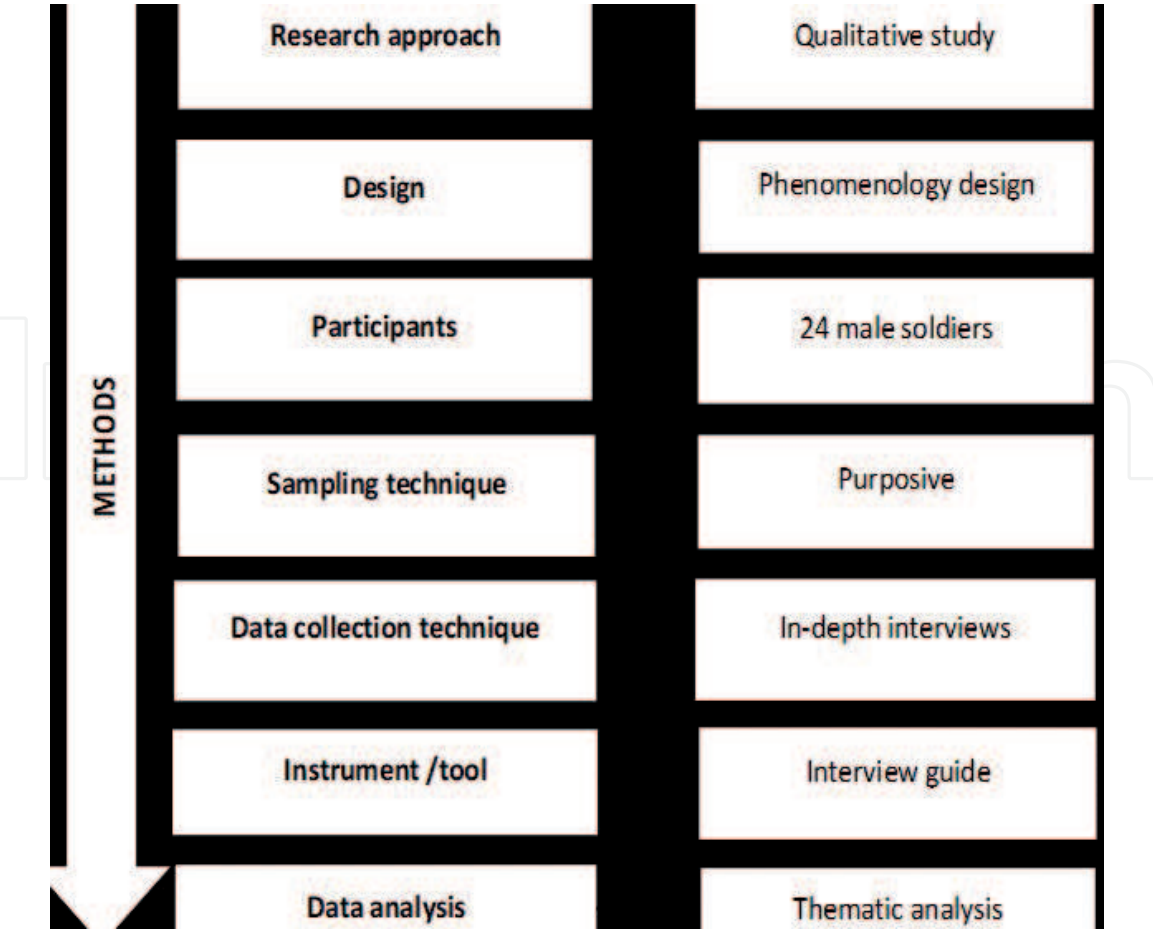 Research approach
Qualitative study
Design
Phenomenology design
Participants
24 male soldiers
METHODS
Sampling technique
Purposive
Data collection technique
In-depth interviews
Instrument /tool
Interview guide
Data analysis
Thematic analysis